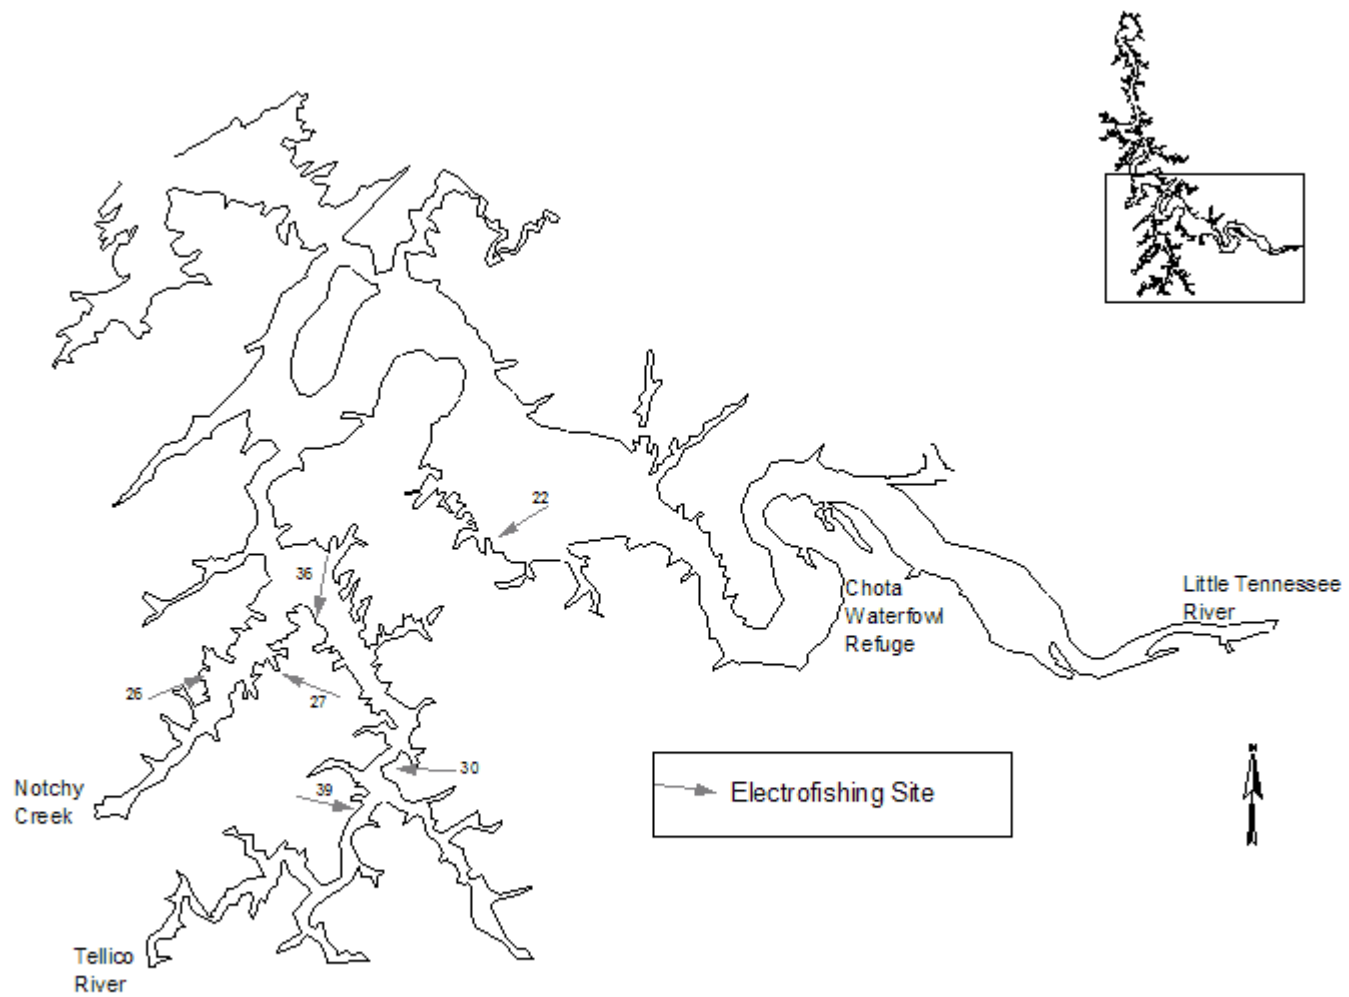 22
36
Chota
Waterfowl
Refuge
Little Tennessee
River
26
27
30
39
Notchy
Creek
Electrofishing Site
N
Tellico
River